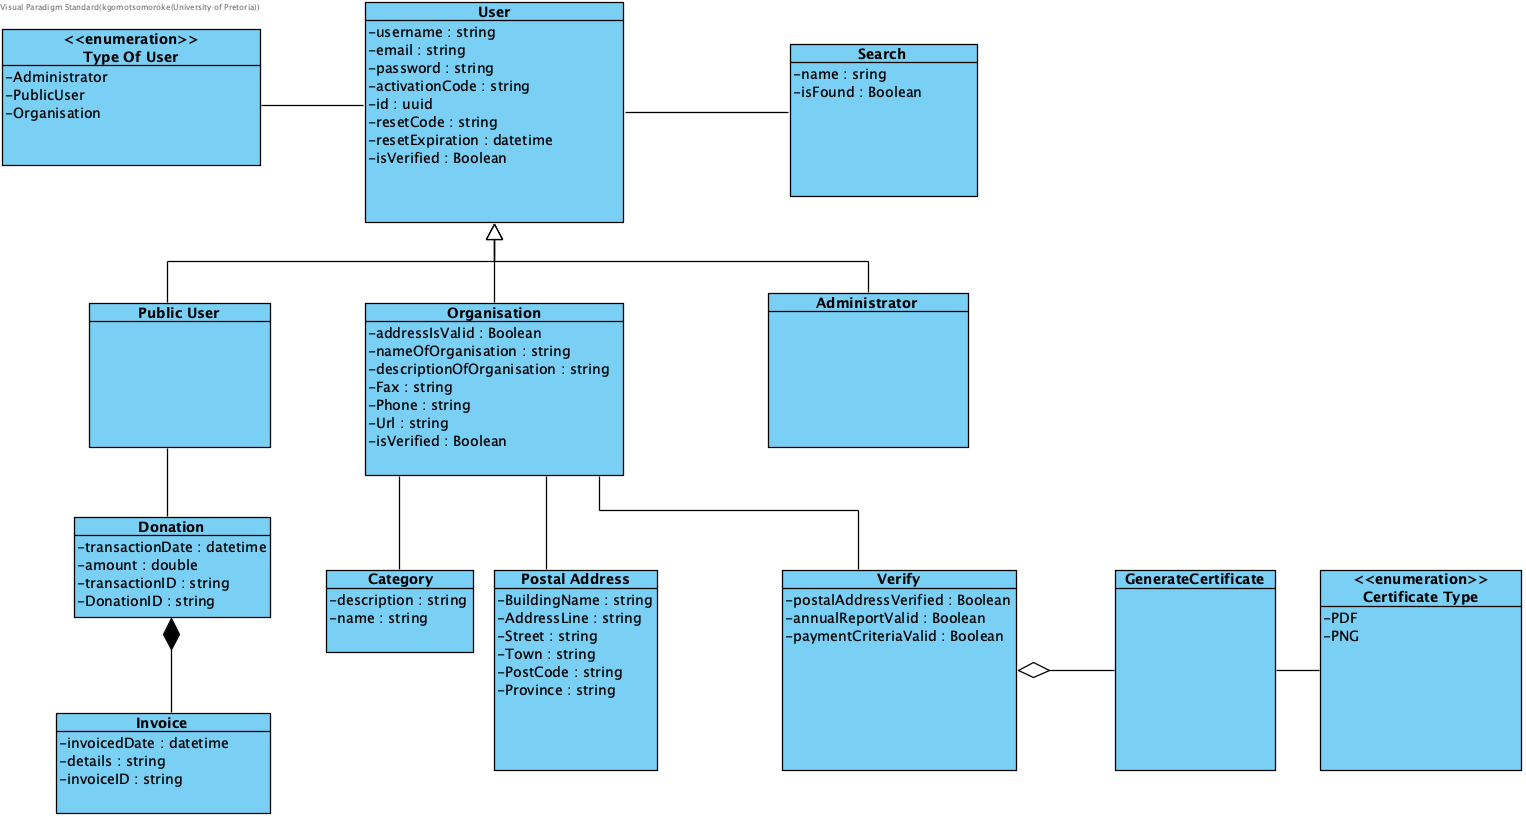 Visual Paradigm Standard(kgomotsomoroke(University of Pretoria))
<<enumeration>>
Type Of User
-Administrator
-PublicUser
-Organisation
User
-username : string
-email : string
-password : string
-activationCode : string
-id : uuid
-resetCode : string
-resetExpiration : datetime
-isVerified : Boolean
Search
-name : sring
-isFound : Boolean
Public User
Organisation
-addressIsValid : Boolean
-nameOfOrganisation : string
-descriptionOfOrganisation : string
-Fax : string
-Phone : string
-Url : string
-isVerified : Boolean
Administrator
Donation
-transactionDate : datetime
-amount : double
-transactionID : string
-DonationID : string
Category
-description : string
-name : string
Postal Address
-BuildingName : string
-AddressLine : string
-Street : string
-Town : string
-PostCode : string
-Province : string
Verify
-postalAddressVerified : Boolean
-annualReportValid : Boolean
-paymentCriteriaValid : Boolean
GenerateCertificate
<<enumeration>>
Certificate Type
-PDF
-PNG
Invoice
-invoicedDate : datetime
-details : string
-invoiceID : string